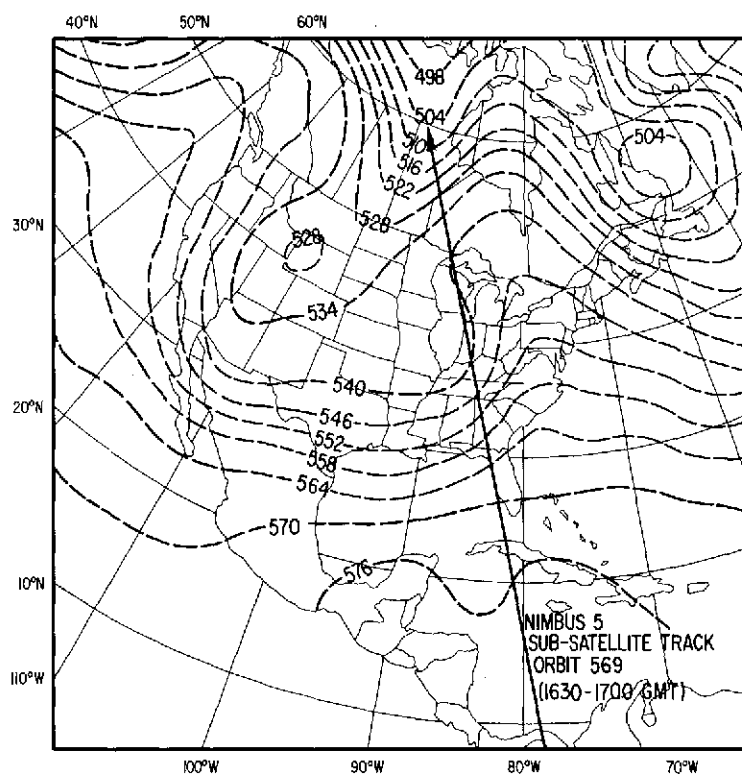 40°N 50°N 60°N
498
504
504
510
516
522
528
528
30°N
534
540
546
20°N
552
558
564
570
576
10°N
NIMBUS 5
SUB-SATELLITE TRACK
ORBIT 569
(1630-1700 GMT)
110°W
100°W 90°W 80°W 70°W